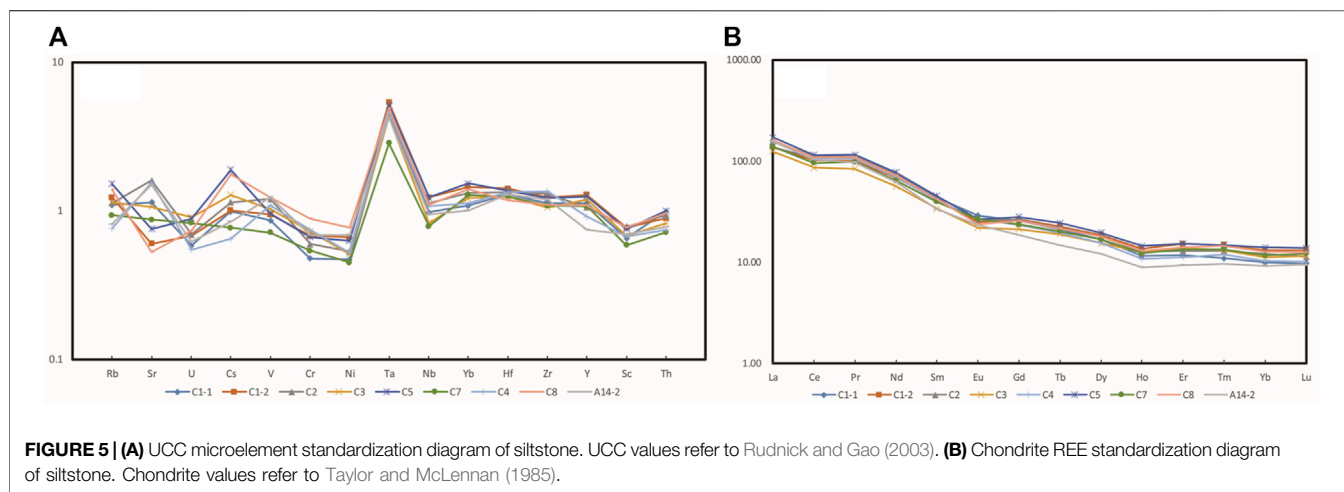 A
B
10
1
0.1
Rb Sr U Cs V Cr Ni Ta Nb Yb Hf Zr Y Sc Th
C1-1 C1-2 C2 C3 C5 C7 C4 C8 A14-2
1000.00
100.00
10.00
1.00
La Ce Pr Nd Sm Eu Gd Tb Dy Ho Er Tm Yb Lu
C1-1 C1-2 C2 C3 C4 C5 C7 C8 A14-2
FIGURE 5 | (A) UCC microelement standardization diagram of siltstone. UCC values refer to Rudnick and Gao (2003). (B) Chondrite REE standardization diagram
of siltstone. Chondrite values refer to Taylor and McLennan (1985).